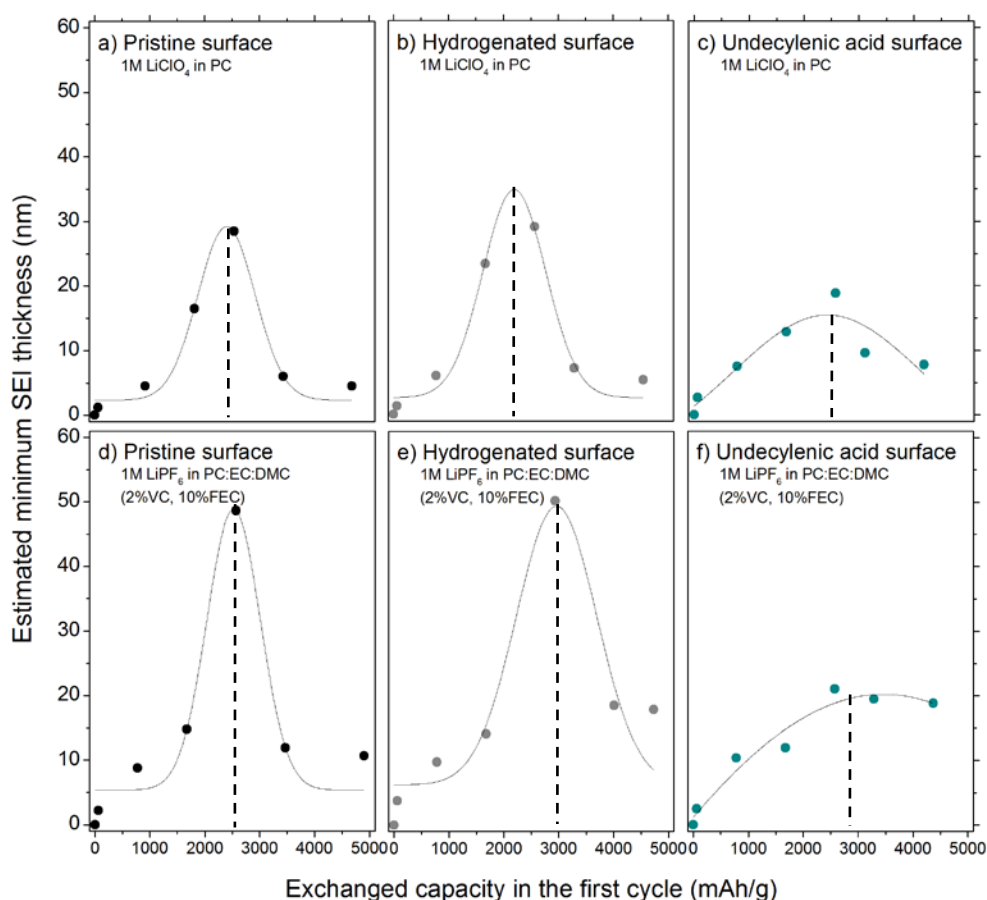 a) Pristine surface
1M LiClO₄ in PC
b) Hydrogenated surface
1M LiClO₄ in PC
c) Undecylenic acid surface
1M LiClO₄ in PC
60
50
40
30
20
10
0
d) Pristine surface
1M LiPF₆ in PC:EC:DMC
(2%VC, 10%FEC)
e) Hydrogenated surface
1M LiPF₆ in PC:EC:DMC
(2%VC, 10%FEC)
f) Undecylenic acid surface
1M LiPF₆ in PC:EC:DMC
(2%VC, 10%FEC)
60
50
40
30
20
10
0
Estimated minimum SEI thickness (nm)
0 1000 2000 3000 4000 5000
0 1000 2000 3000 4000 5000
0 1000 2000 3000 4000 5000
Exchanged capacity in the first cycle (mAh/g)